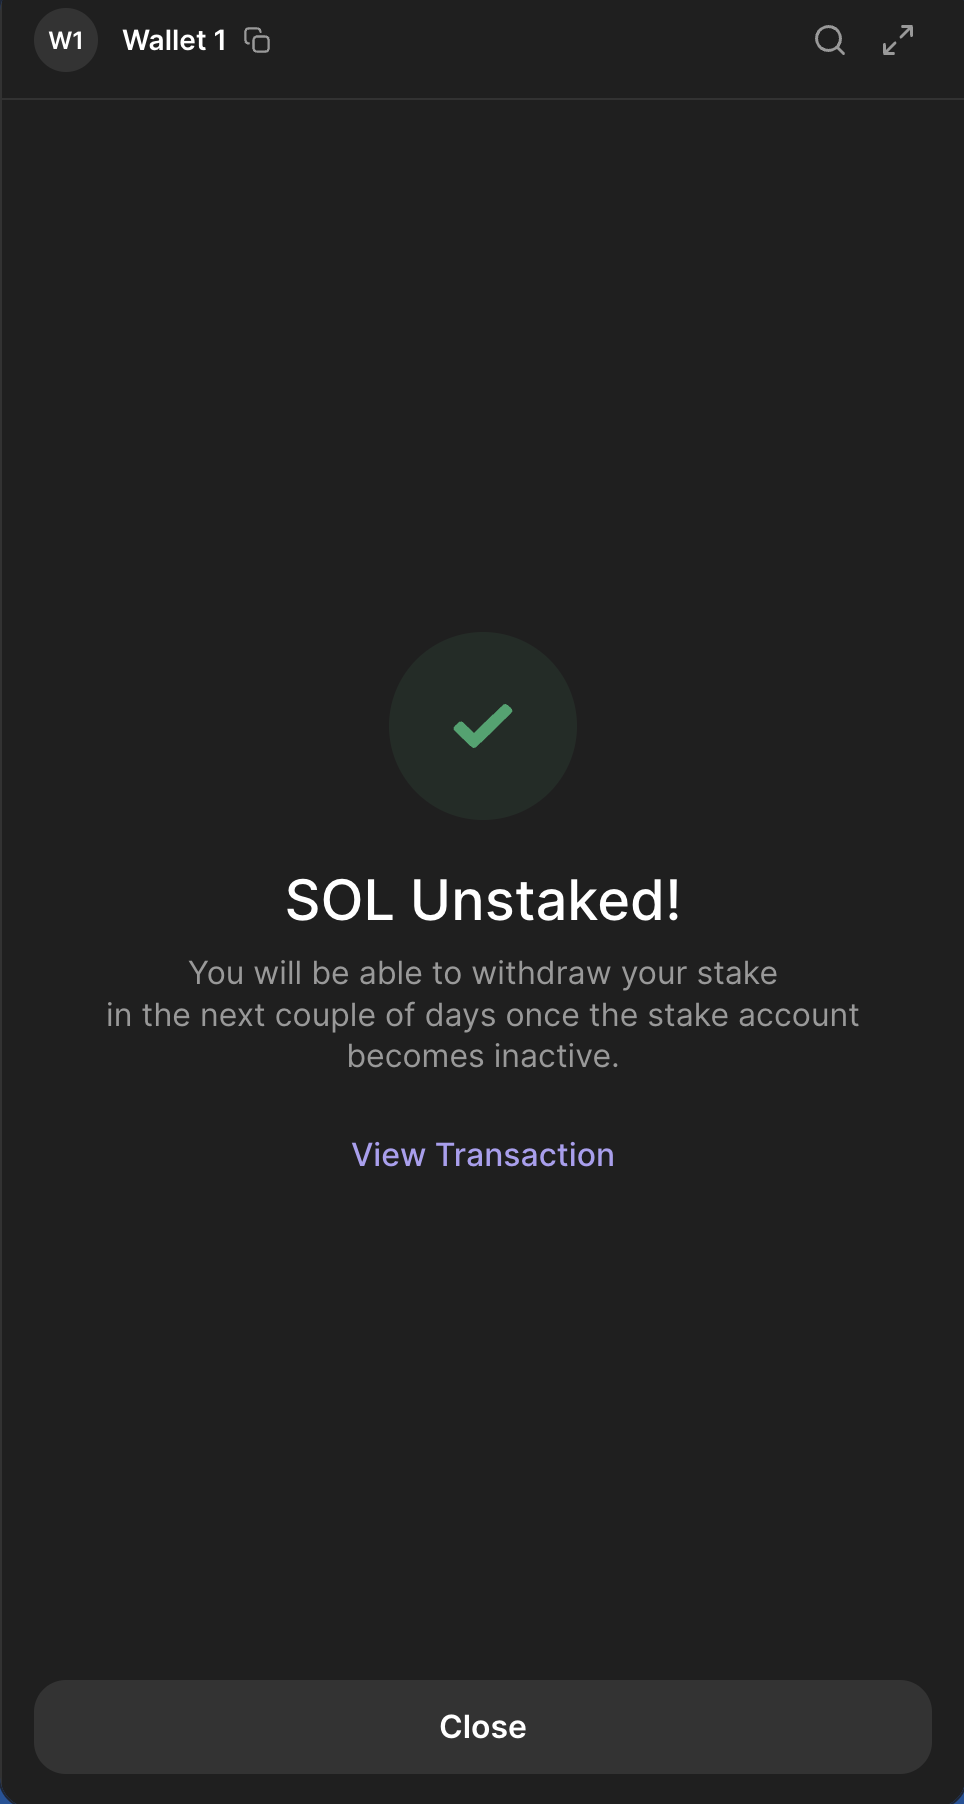 W1
Wallet 1
SOL Unstaked!
You will be able to withdraw your stake
in the next couple of days once the stake account
becomes inactive.
View Transaction
Close